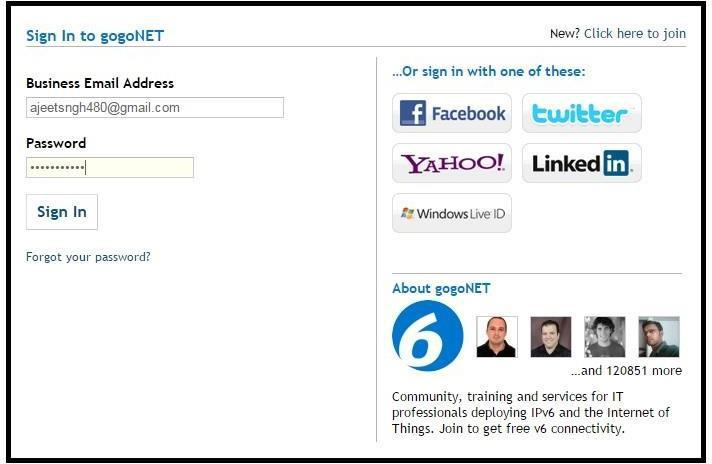 Sign In to gogoNET
New? Click here to join
Business Email Address
ajeetsngh480@gmail.com
Password
•••••••••••
Sign In
Forgot your password?
...Or sign in with one of these:
Facebook
twitter
YAHOO!
Linked in
Windows Live ID
About gogoNET
6
...and 120851 more
Community, training and services for IT
professionals deploying IPv6 and the Internet of
Things. Join to get free v6 connectivity.